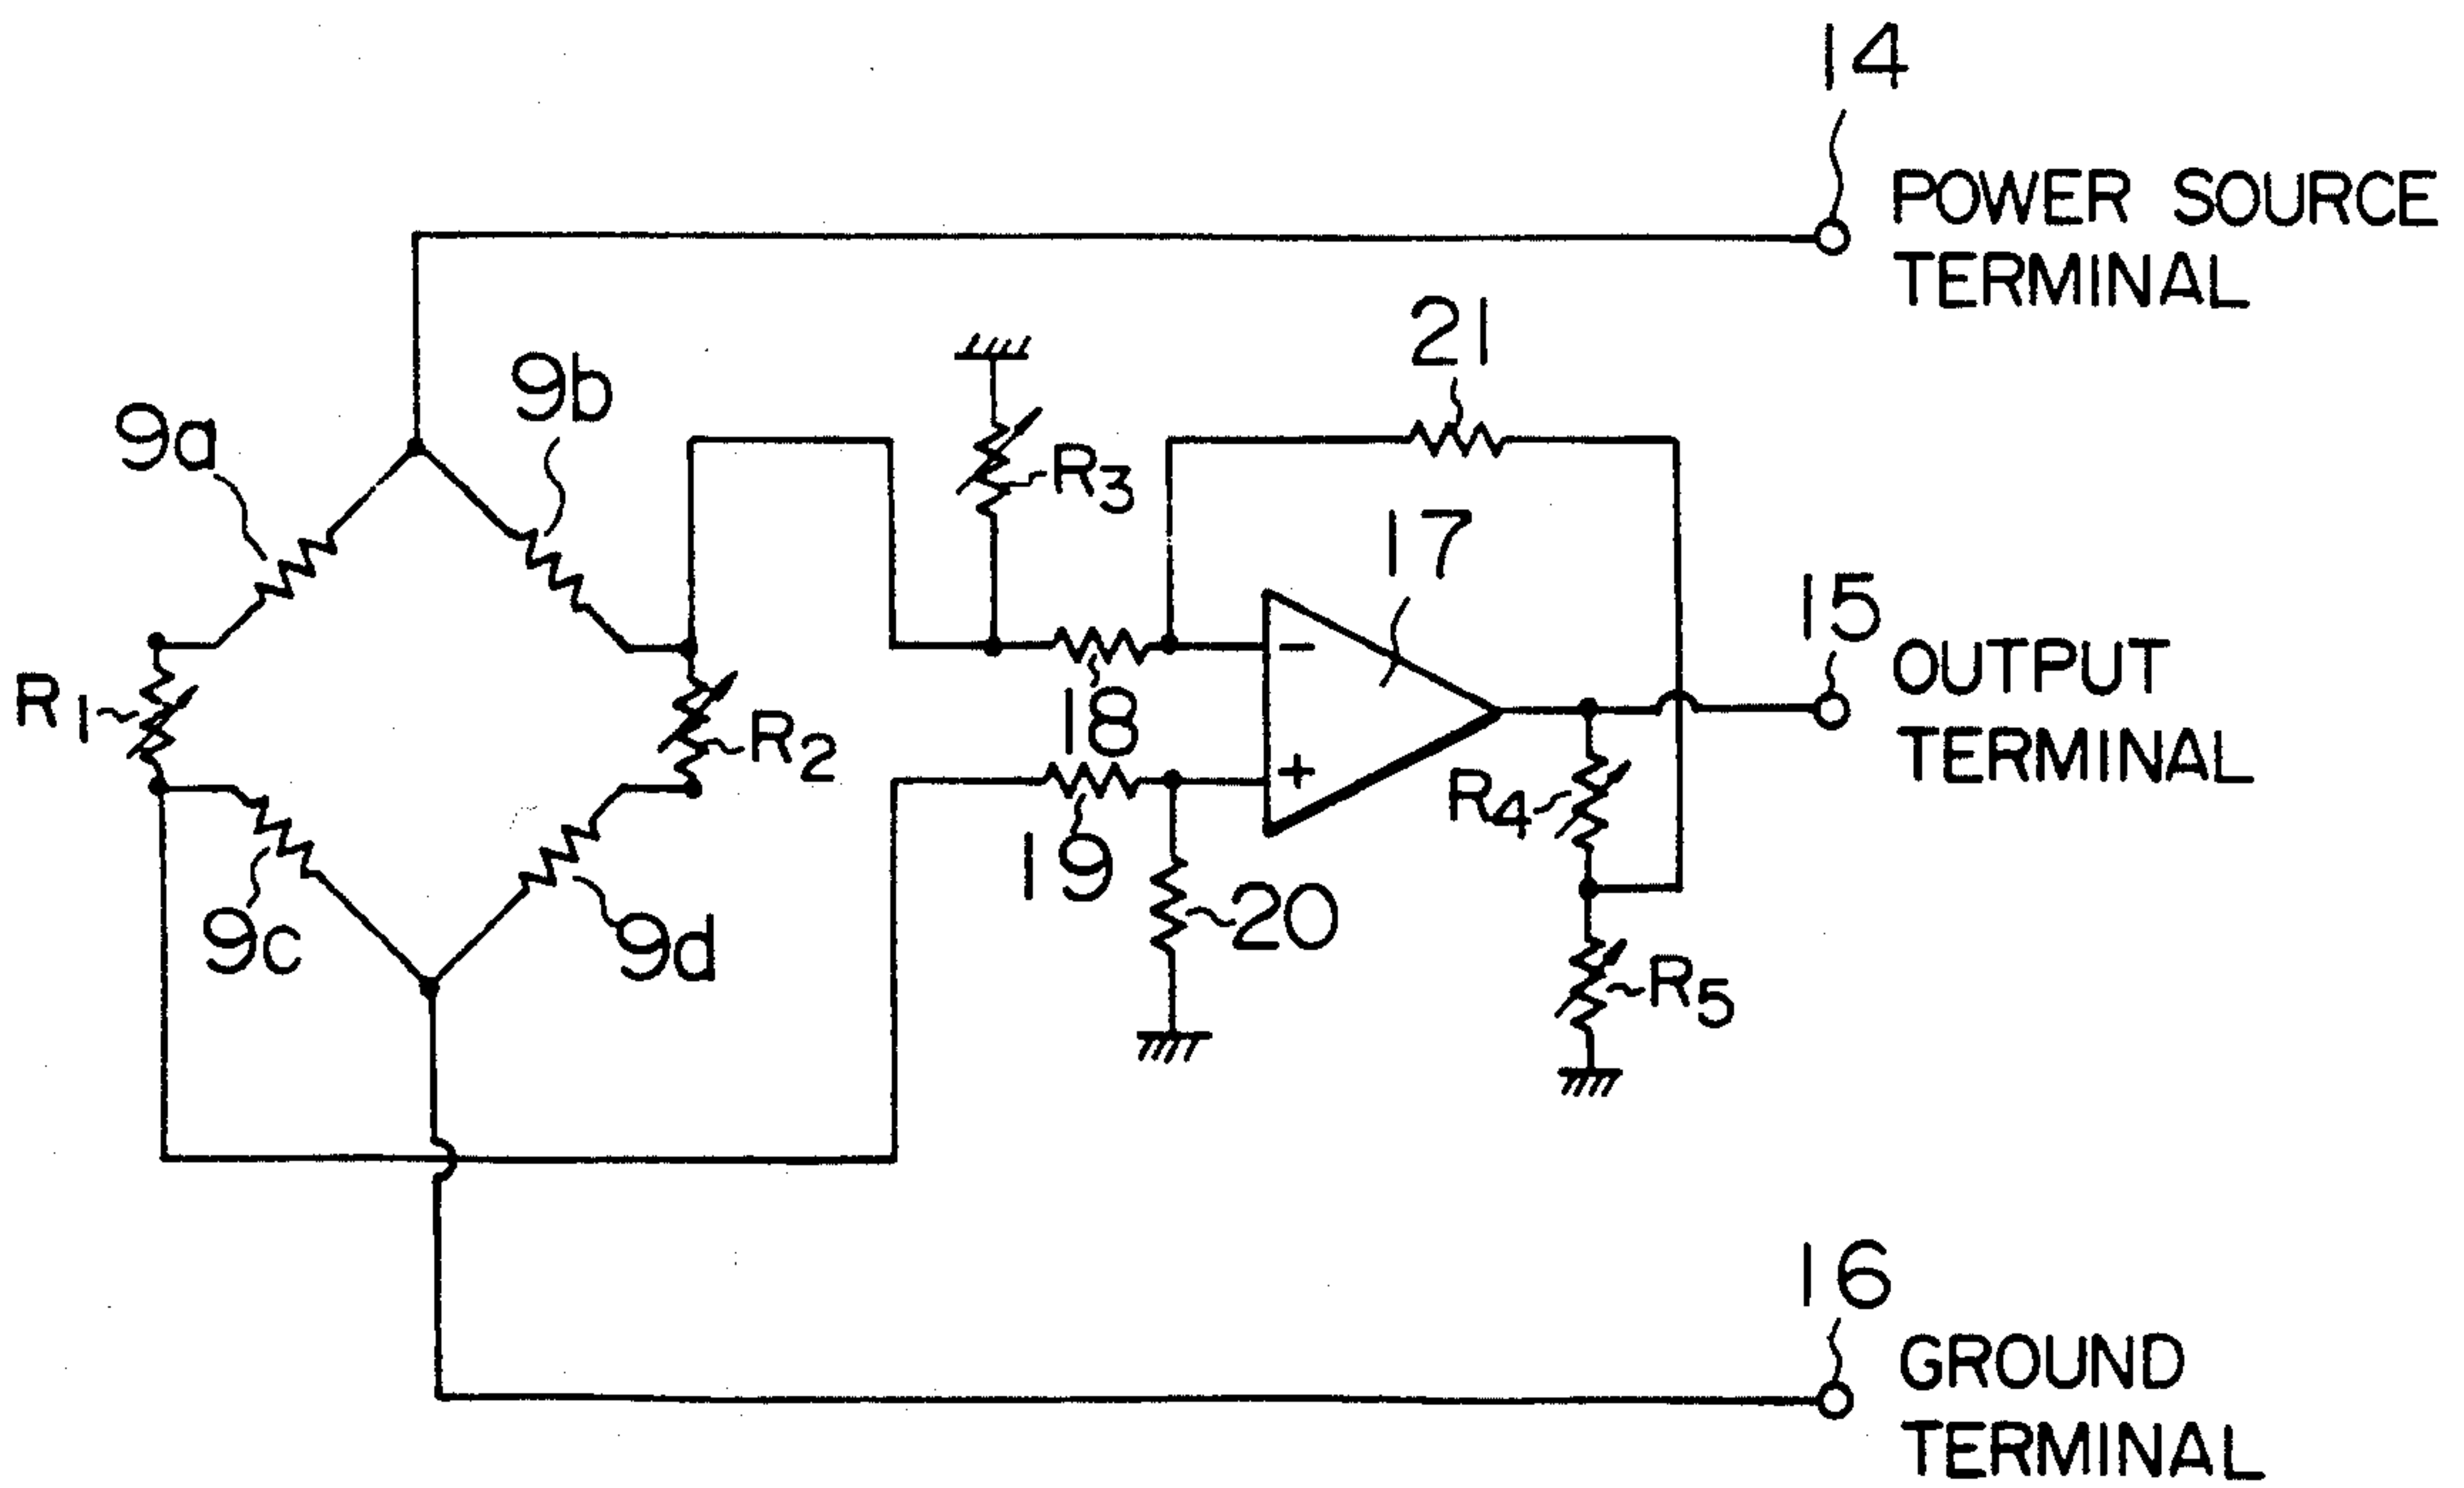 14
POWER SOURCE
TERMINAL
21
9b
9a
R3
17
15
OUTPUT
TERMINAL
R1
R2
18
-
+
R4
19
20
9c
9d
R5
16
GROUND
TERMINAL